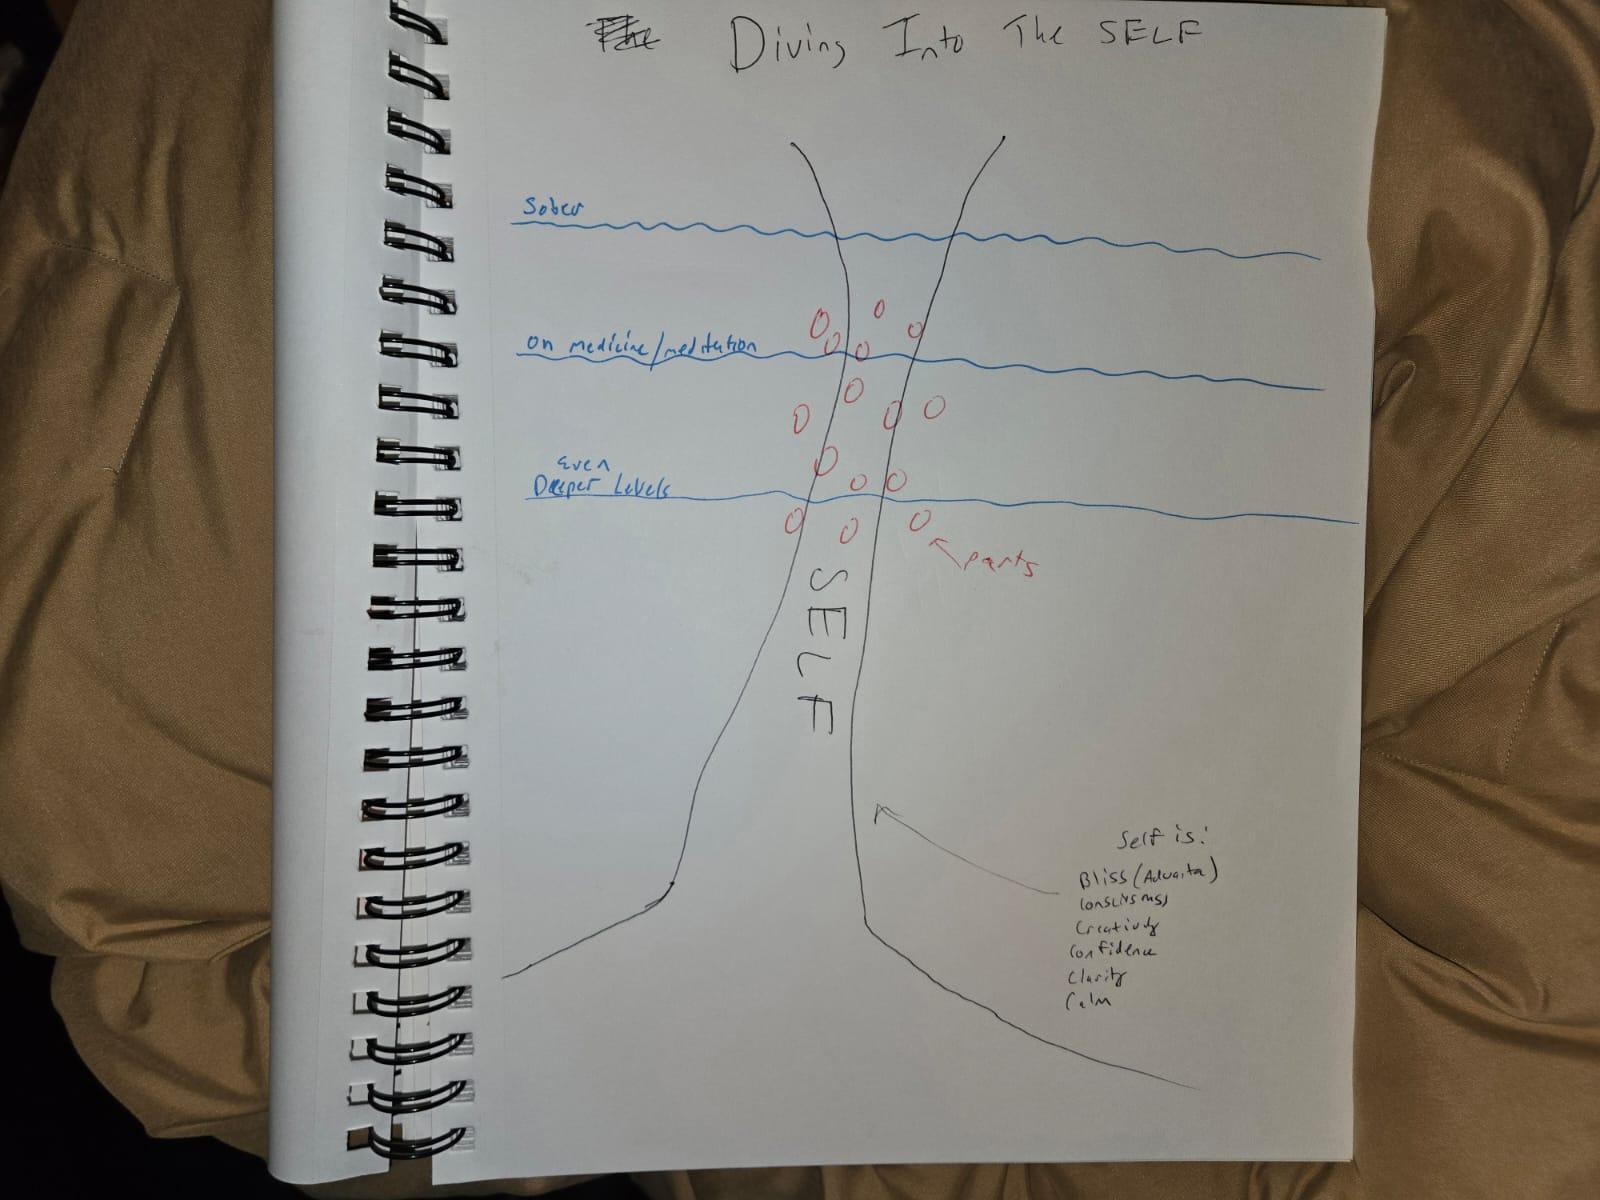 The Diving Into The SELF
Sober
on medicine/meditation
Even
Deeper Levels
parts
SELF
Self is:
Bliss (Advaita)
Creativity
Confidence
Clarity
Calm